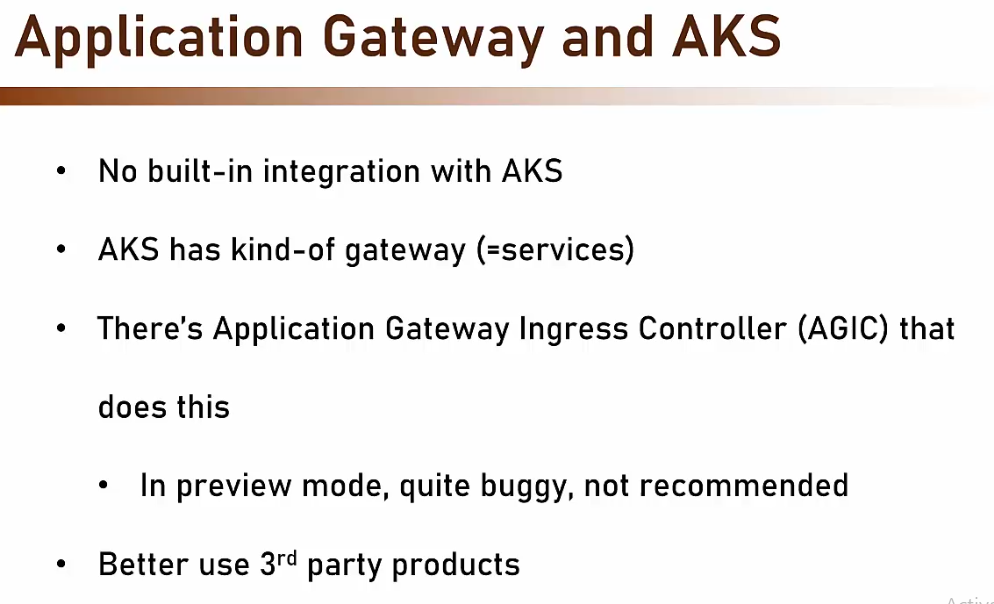 Application Gateway and AKS
• No built-in integration with AKS
• AKS has kind-of gateway (=services)
• There's Application Gateway Ingress Controller (AGIC) that
does this
• In preview mode, quite buggy, not recommended
• Better use 3rd party products